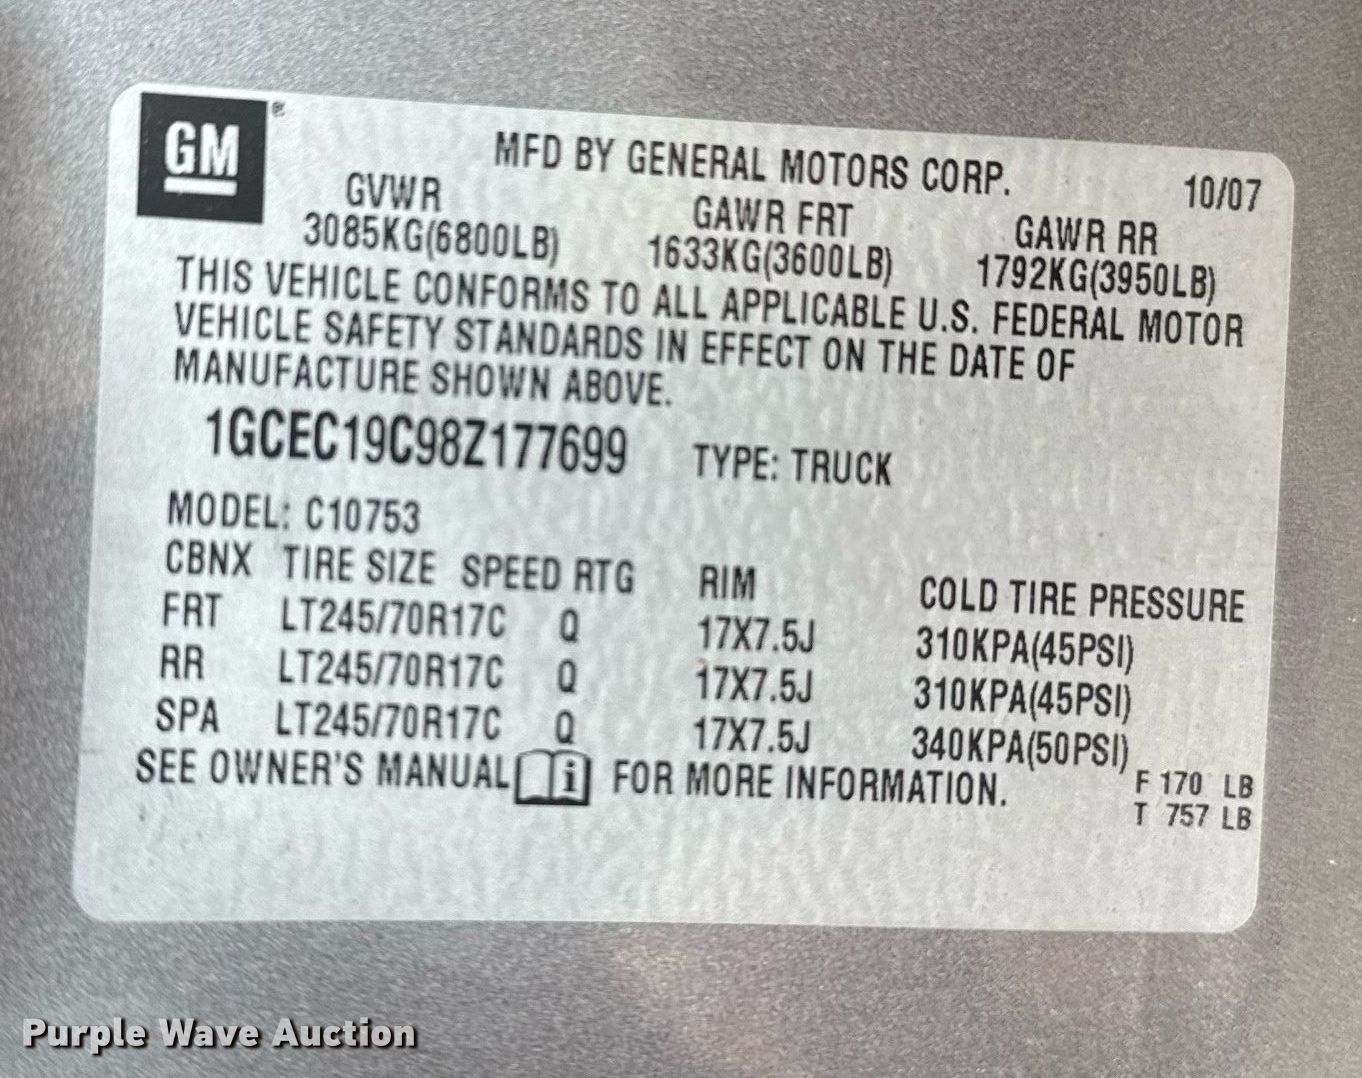 GM®
MFD BY GENERAL MOTORS CORP.
10/07
GVWR GAWR FRT GAWR RR
3085KG(6800LB) 1633KG(3600LB) 1792KG(3950LB)
THIS VEHICLE CONFORMS TO ALL APPLICABLE U.S. FEDERAL MOTOR
VEHICLE SAFETY STANDARDS IN EFFECT ON THE DATE OF
MANUFACTURE SHOWN ABOVE.
1GCEC19C98Z177699 TYPE: TRUCK
MODEL: C10753
CBNX TIRE SIZE SPEED RTG RIM COLD TIRE PRESSURE
FRT LT245/70R17C Q 17X7.5J 310KPA(45PSI)
RR LT245/70R17C Q 17X7.5J 310KPA(45PSI)
SPA LT245/70R17C Q 17X7.5J 340KPA(50PSI)
SEE OWNER'S MANUAL i FOR MORE INFORMATION.
F 170 LB
T 757 LB
Purple Wave Auction